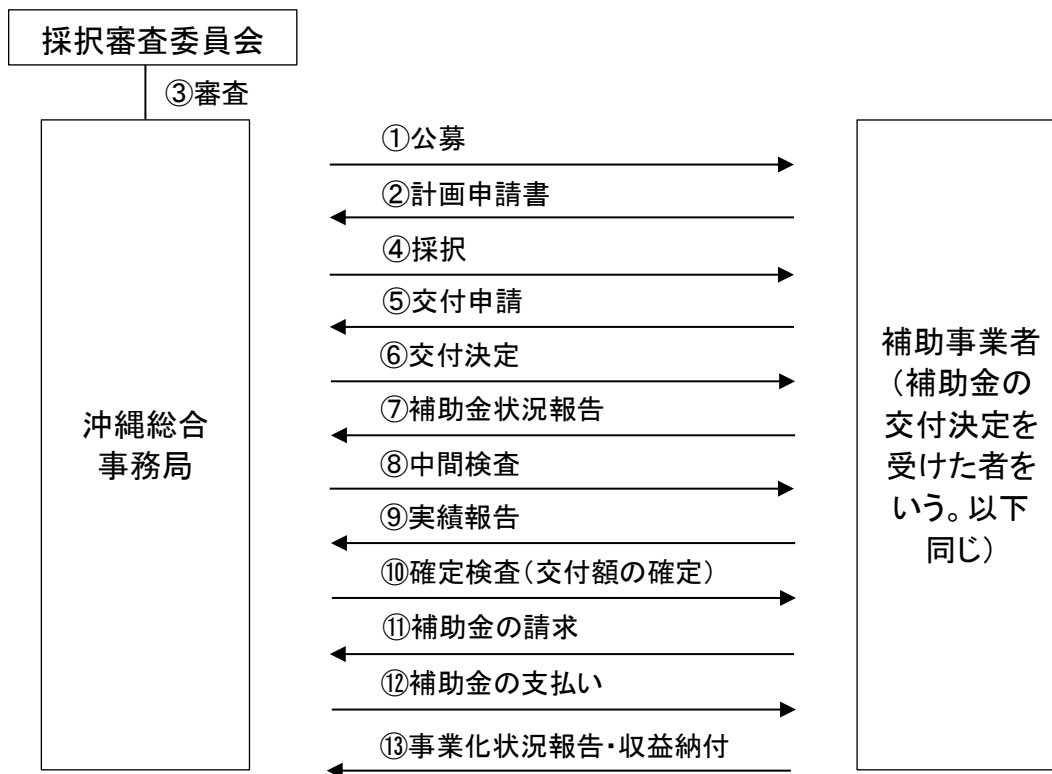 採択審査委員会
③審査
①公募
②計画申請書
④採択
⑤交付申請
⑥交付決定
⑦補助金状況報告
⑧中間検査
⑨実績報告
⑩確定検査(交付額の確定)
⑪補助金の請求
⑫補助金の支払い
⑬事業化状況報告・収益納付
沖縄総合
事務局
補助事業者
(補助金の
交付決定を
受けた者を
いう。以下
同じ)